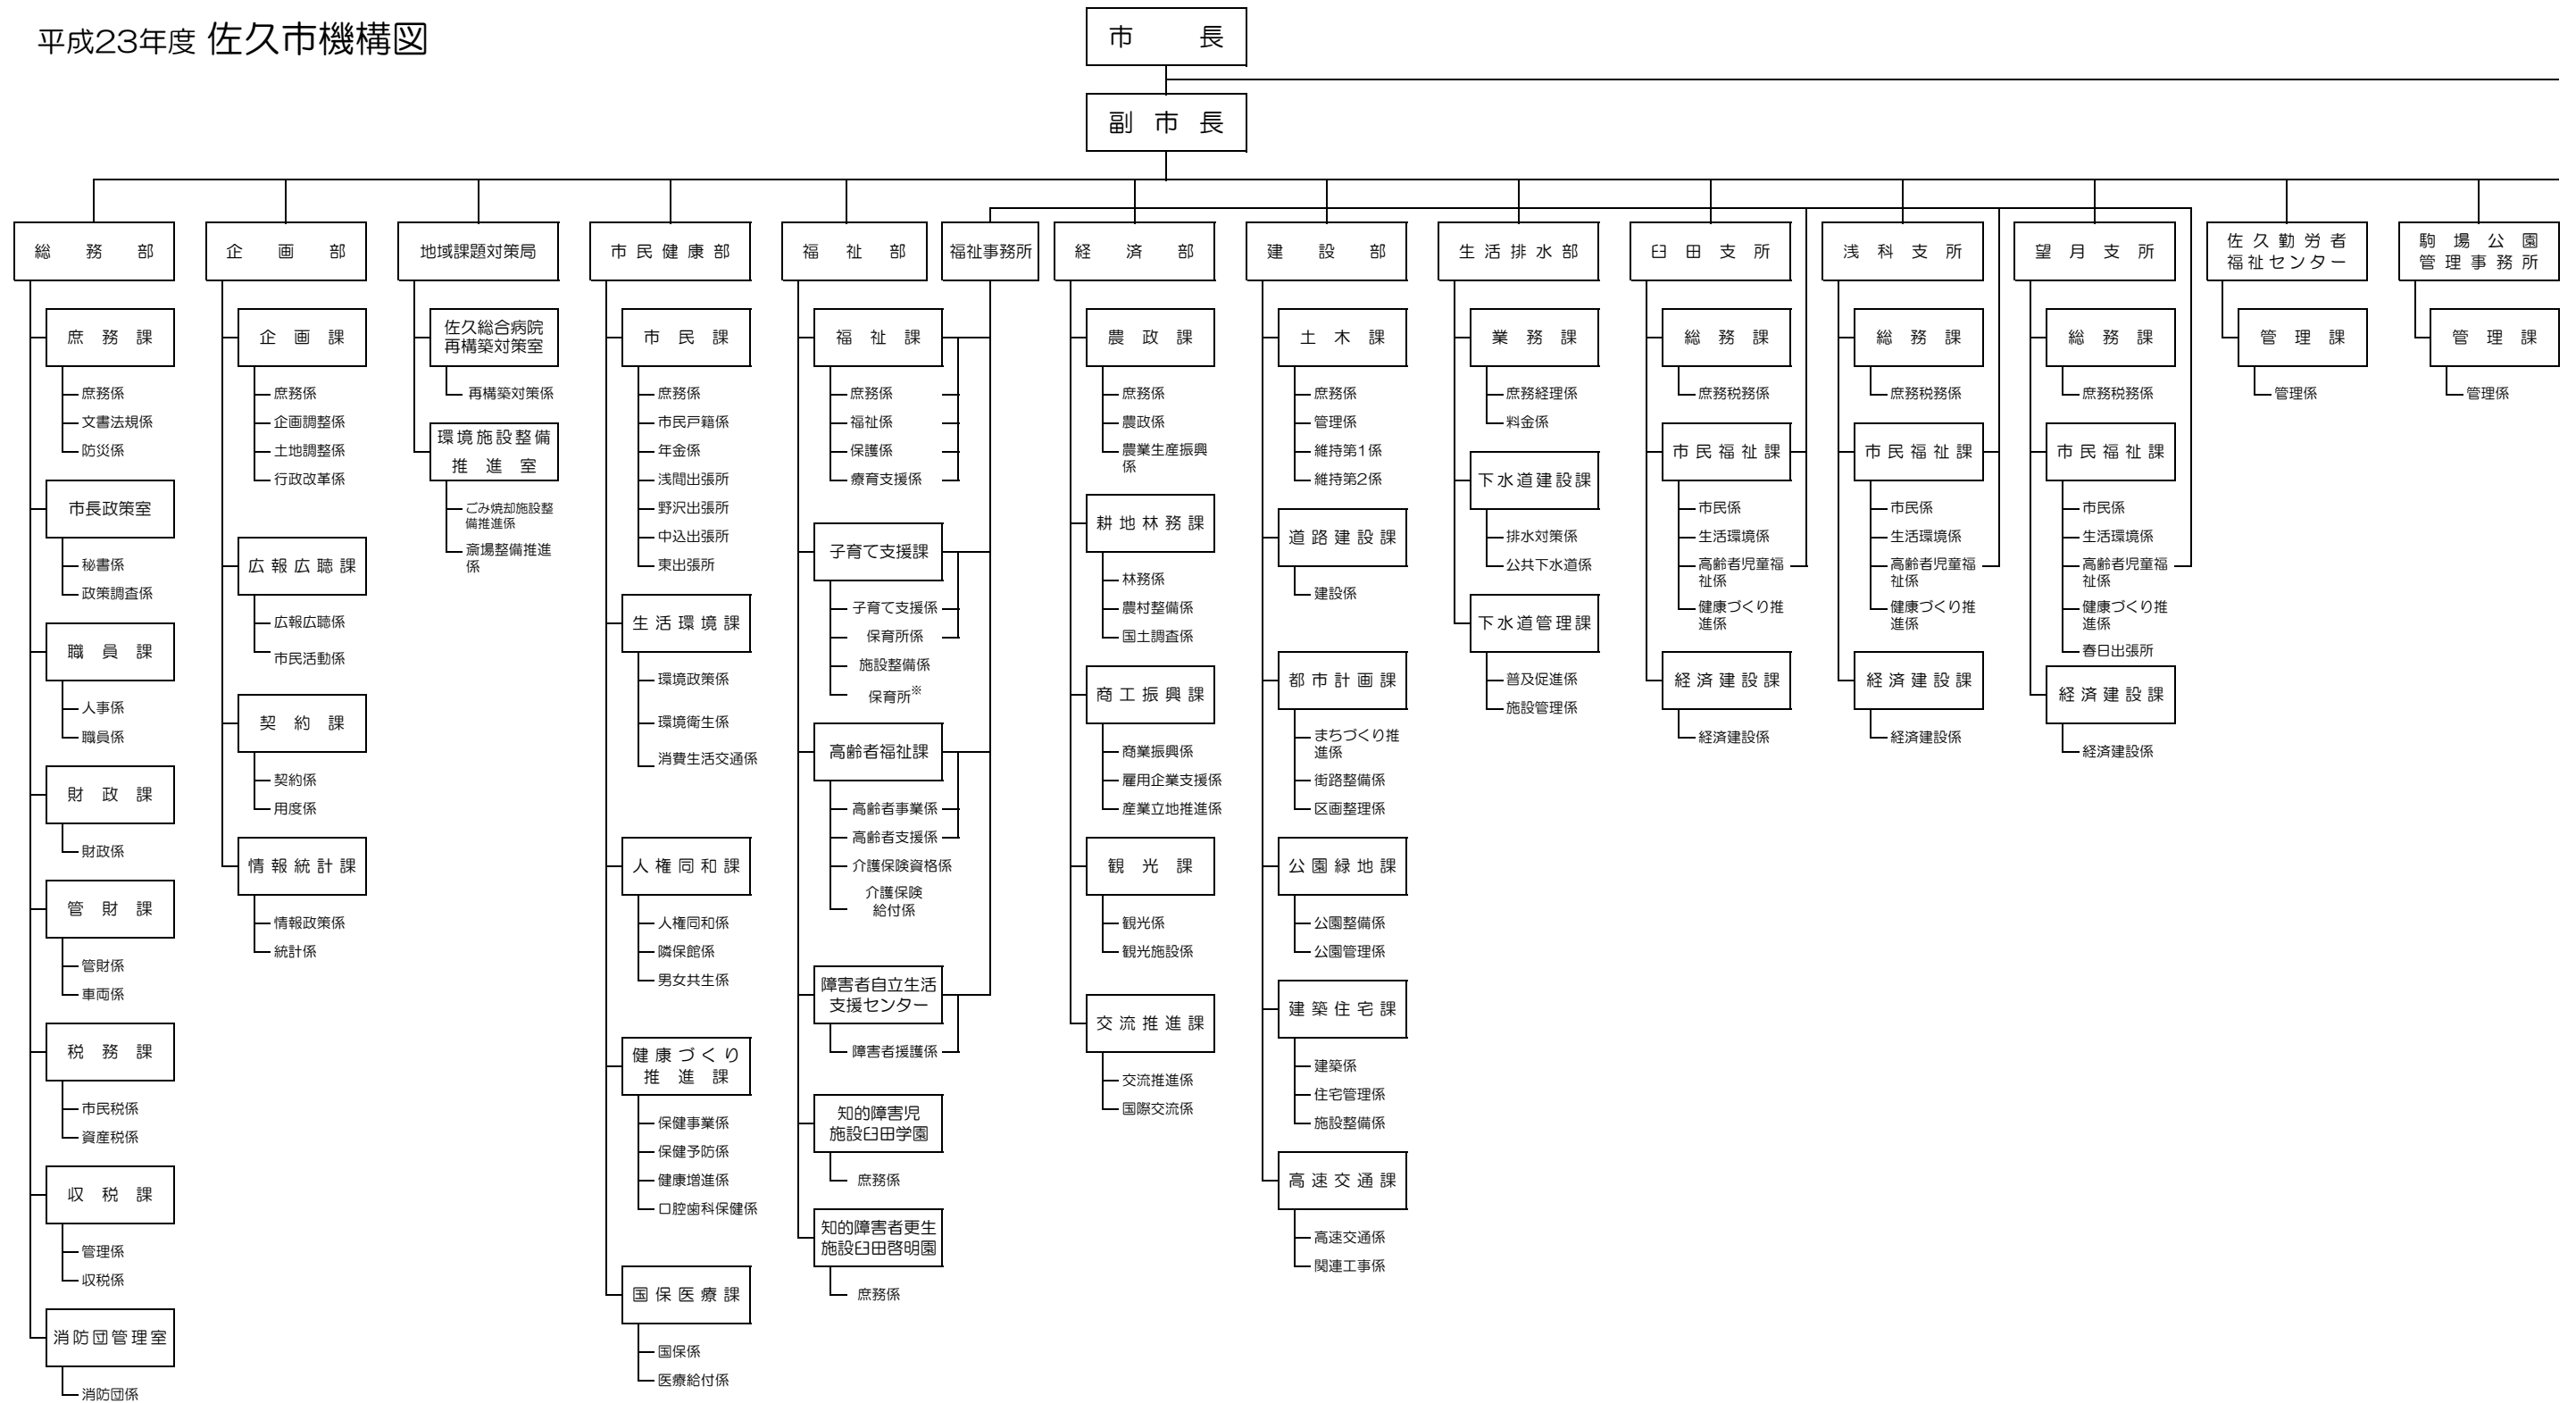 平成23年度 佐久市機構図
市長
副市長
総務部
庶務課
庶務係
文書法規係
防災係
市長政策室
秘書係
政策調査係
職員課
人事係
職員係
財政課
財政係
管財課
管財係
車両係
税務課
市民税係
資産税係
収税課
管理係
収税係
消防団管理室
消防団係
企画部
企画課
庶務係
企画調整係
土地調整係
行政改革係
広報広聴課
広報広聴係
市民活動係
契約課
契約係
用度係
情報統計課
情報政策係
統計係
地域課題対策局
佐久総合病院
再構築対策室
再構築対策係
環境施設整備
推進室
ごみ焼却施設整
備推進係
斎場整備推進
係
市民健康部
市民課
庶務係
市民戸籍係
年金係
浅間出張所
野沢出張所
中込出張所
東出張所
生活環境課
環境政策係
環境衛生係
消費生活交通係
人権同和課
人権同和係
隣保館係
男女共生係
健康づくり
推進課
保健事業係
保健予防係
健康増進係
口腔歯科保健係
国保医療課
国保係
医療給付係
福祉部
福祉課
庶務係
福祉係
保護係
療育支援係
子育て支援課
子育て支援係
保育所係
施設整備係
保育所※
高齢者福祉課
高齢者事業係
高齢者支援係
介護保険資格係
介護保険
給付係
障害者自立生活
支援センター
障害者援護係
知的障害児
施設臼田学園
庶務係
知的障害者更生
施設臼田啓明園
庶務係
福祉事務所
経済部
農政課
庶務係
農政係
農業生産振興
係
耕地林務課
林務係
農村整備係
国土調査係
商工振興課
商業振興係
雇用企業支援係
産業立地推進係
観光課
観光係
観光施設係
交流推進課
交流推進係
国際交流係
建設部
土木課
庶務係
管理係
維持第1係
維持第2係
道路建設課
建設係
都市計画課
まちづくり推
進係
街路整備係
区画整理係
公園緑地課
公園整備係
公園管理係
建築住宅課
建築係
住宅管理係
施設整備係
高速交通課
高速交通係
関連工事係
生活排水部
業務課
庶務経理係
料金係
下水道建設課
排水対策係
公共下水道係
下水道管理課
普及促進係
施設管理係
臼田支所
総務課
庶務税務係
市民福祉課
市民係
生活環境係
高齢者児童福
祉係
健康づくり推
進係
経済建設課
経済建設係
浅科支所
総務課
庶務税務係
市民福祉課
市民係
生活環境係
高齢者児童福
祉係
健康づくり推
進係
経済建設課
経済建設係
望月支所
総務課
庶務税務係
市民福祉課
市民係
生活環境係
高齢者児童福
祉係
健康づくり推
進係
春日出張所
経済建設課
経済建設係
佐久勤労者
福祉センター
管理課
管理係
駒場公園
管理事務所
管理課
管理係